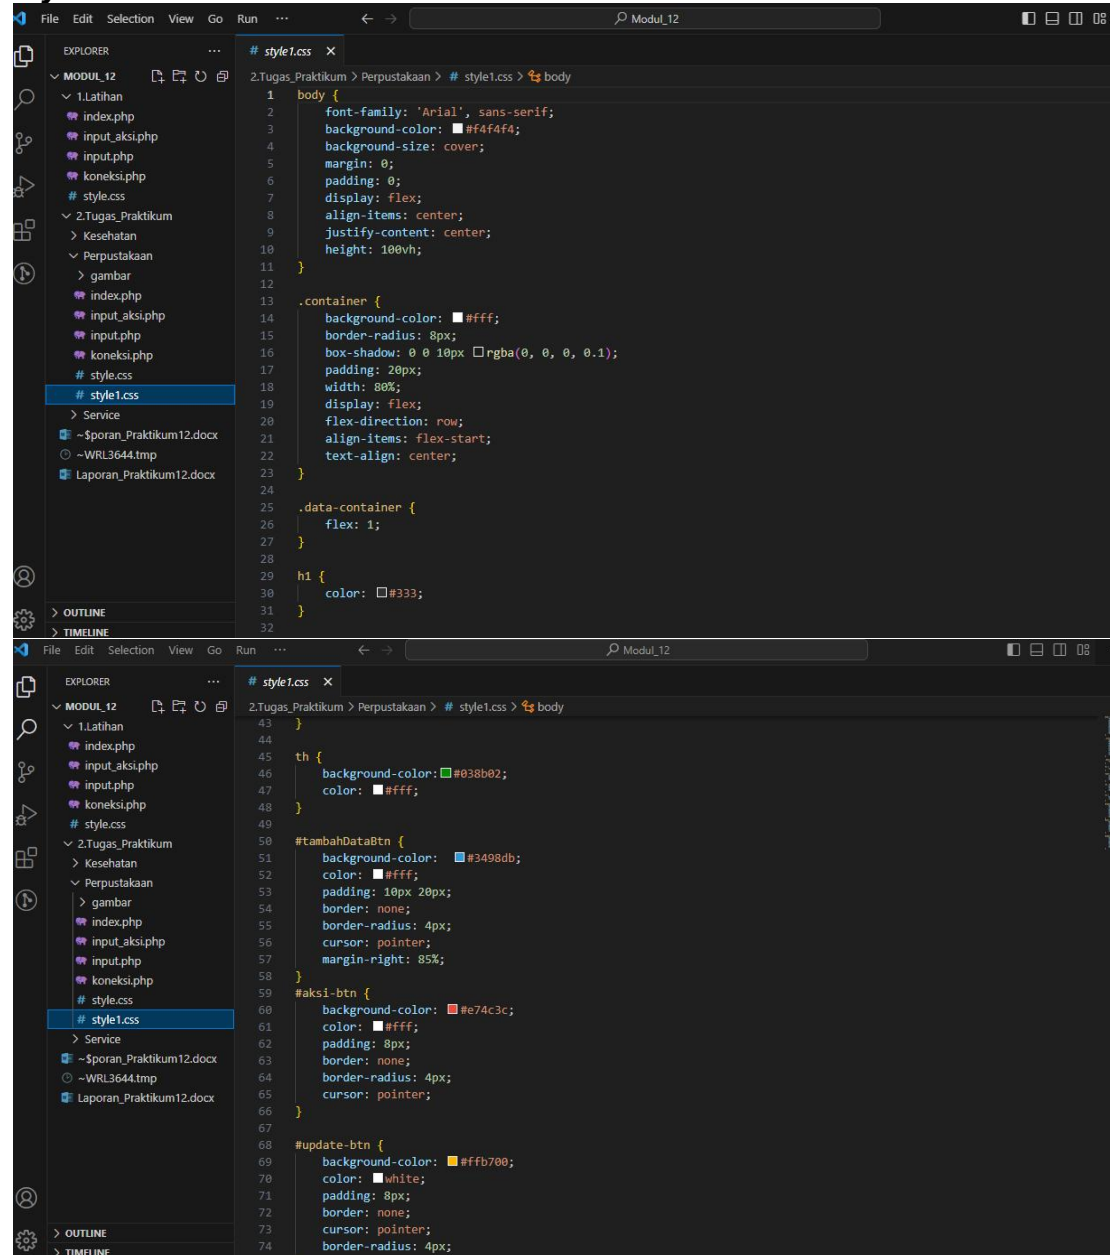 File Edit Selection View Go Run ··· ← → Modul_12
EXPLORER ···
MODUL_12
1.Latihan
index.php
input_aksi.php
input.php
koneksi.php
# style.css
2.Tugas_Praktikum
Kesehatan
Perpustakaan
gambar
index.php
input_aksi.php
input.php
koneksi.php
# style.css
# style1.css
Service
~$poran_Praktikum12.docx
~WRL3644.tmp
Laporan_Praktikum12.docx
OUTLINE
TIMELINE
# style1.css ×
2.Tugas_Praktikum > Perpustakaan > # style1.css > body
1 body {
2 font-family: 'Arial', sans-serif;
3 background-color: #f4f4f4;
4 background-size: cover;
5 margin: 0;
6 padding: 0;
7 display: flex;
8 align-items: center;
9 justify-content: center;
10 height: 100vh;
11 }
12
13 .container {
14 background-color: #fff;
15 border-radius: 8px;
16 box-shadow: 0 0 10px rgba(0, 0, 0, 0.1);
17 padding: 20px;
18 width: 80%;
19 display: flex;
20 flex-direction: row;
21 align-items: flex-start;
22 text-align: center;
23 }
24
25 .data-container {
26 flex: 1;
27 }
28
29 h1 {
30 color: #333;
31 }
32
File Edit Selection View Go Run ··· ← → Modul_12
EXPLORER ···
MODUL_12
1.Latihan
index.php
input_aksi.php
input.php
koneksi.php
# style.css
2.Tugas_Praktikum
Kesehatan
Perpustakaan
gambar
index.php
input_aksi.php
input.php
koneksi.php
# style.css
# style1.css
Service
~$poran_Praktikum12.docx
~WRL3644.tmp
Laporan_Praktikum12.docx
OUTLINE
TIMELINE
# style1.css ×
2.Tugas_Praktikum > Perpustakaan > # style1.css > body
43 }
44
45 th {
46 background-color: #038b02;
47 color: #fff;
48 }
49
50 #tambahDataBtn {
51 background-color: #3498db;
52 color: #fff;
53 padding: 10px 20px;
54 border: none;
55 border-radius: 4px;
56 cursor: pointer;
57 margin-right: 85%;
58 }
59 #aksi-btn {
60 background-color: #e74c3c;
61 color: #fff;
62 padding: 8px;
63 border: none;
64 border-radius: 4px;
65 cursor: pointer;
66 }
67
68 #update-btn {
69 background-color: #ffb700;
70 color: white;
71 padding: 8px;
72 border: none;
73 cursor: pointer;
74 border-radius: 4px;